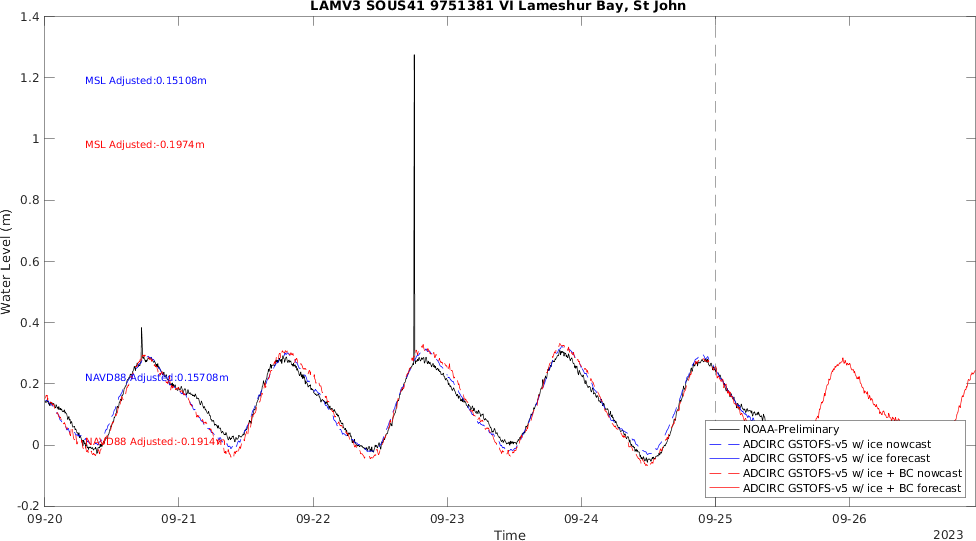 LAMV3 SOUS41 9751381 VI Lameshur Bay, St John
1.4
1.2
1
0.8
0.6
0.4
0.2
0
-0.2
Water Level (m)
MSL Adjusted:0.15108m
MSL Adjusted:-0.1974m
NAVD88 Adjusted:0.15708m
NAVD88 Adjusted:-0.1914m
NOAA-Preliminary
ADCIRC GSTOFS-v5 w/ ice nowcast
ADCIRC GSTOFS-v5 w/ ice forecast
ADCIRC GSTOFS-v5 w/ ice + BC nowcast
ADCIRC GSTOFS-v5 w/ ice + BC forecast
09-20 09-21 09-22 09-23 09-24 09-25 09-26
Time
2023